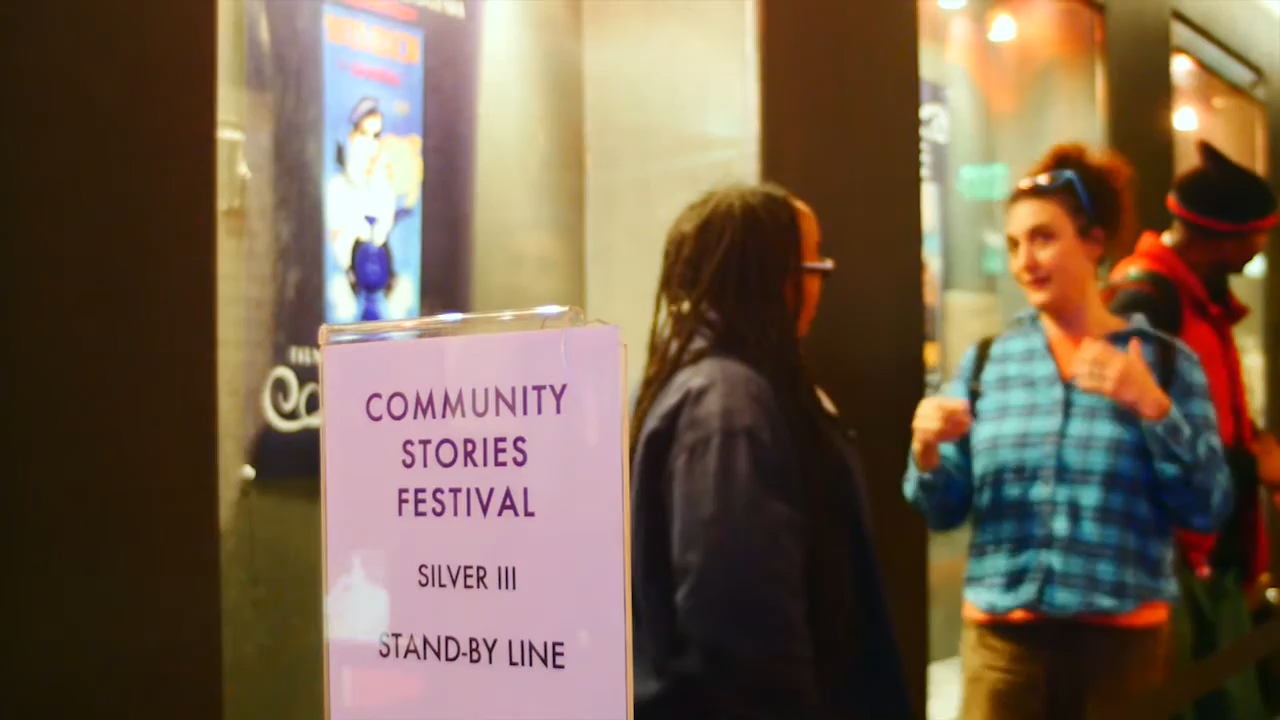 COMMUNITY
STORIES
FESTIVAL
SILVER III
STAND-BY LINE